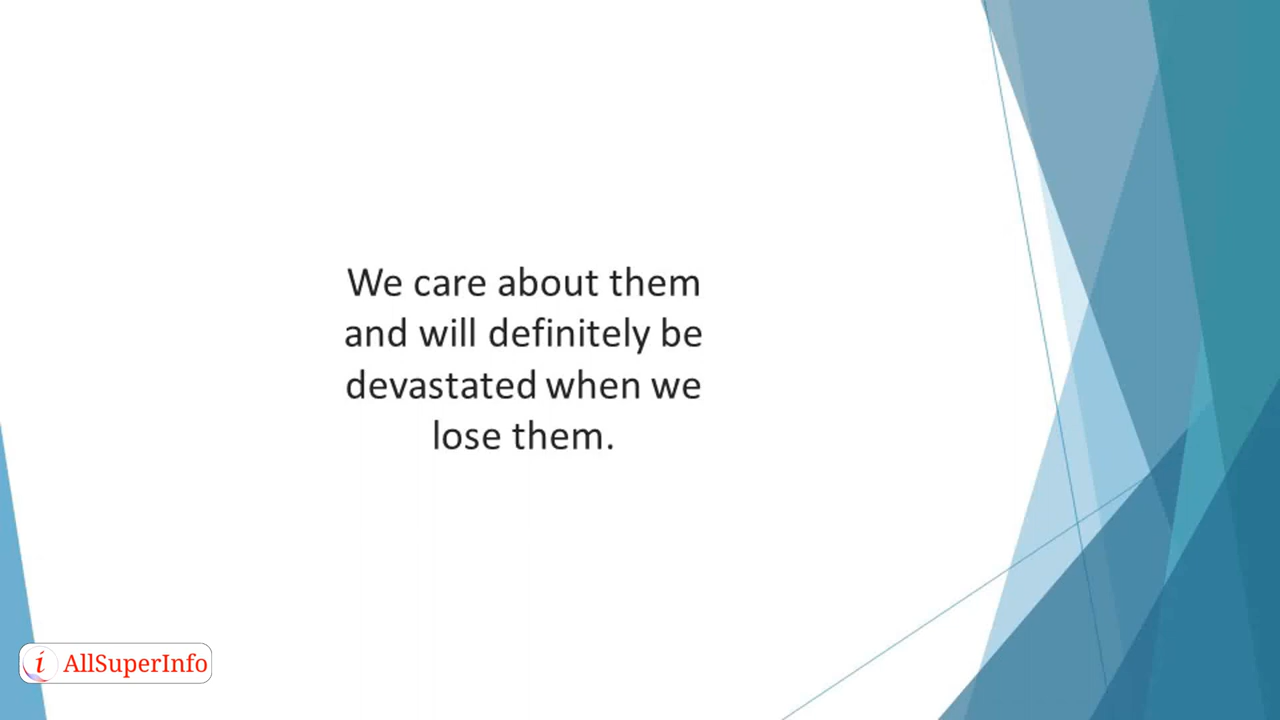 We care about them
and will definitely be
devastated when we
lose them.
i AllSuperInfo